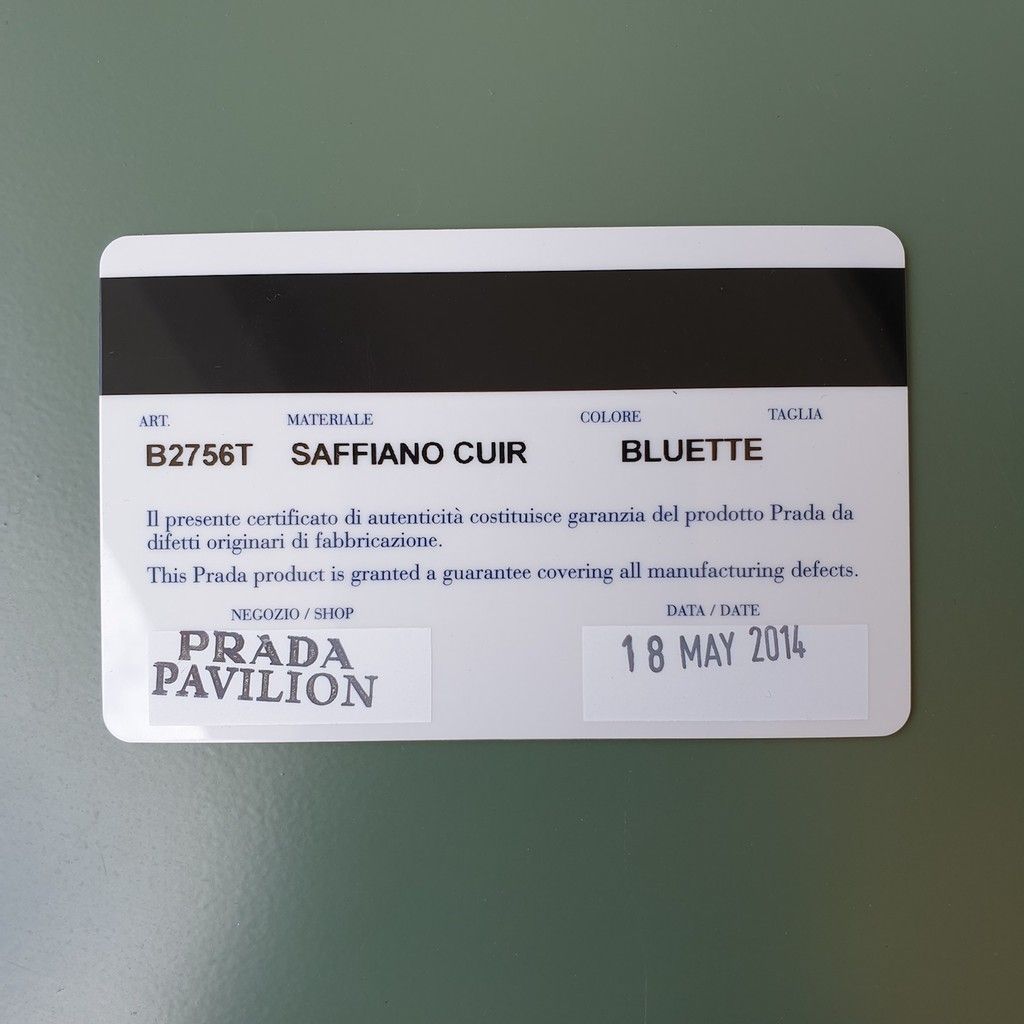 ART. MATERIALE COLORE TAGLIA
B2756T SAFFIANO CUIR BLUETTE
Il presente certificato di autenticità costituisce garanzia del prodotto Prada da
difetti originari di fabbricazione.
This Prada product is granted a guarantee covering all manufacturing defects.
NEGOZIO / SHOP DATA / DATE
PRADA 18 MAY 2014
PAVILION